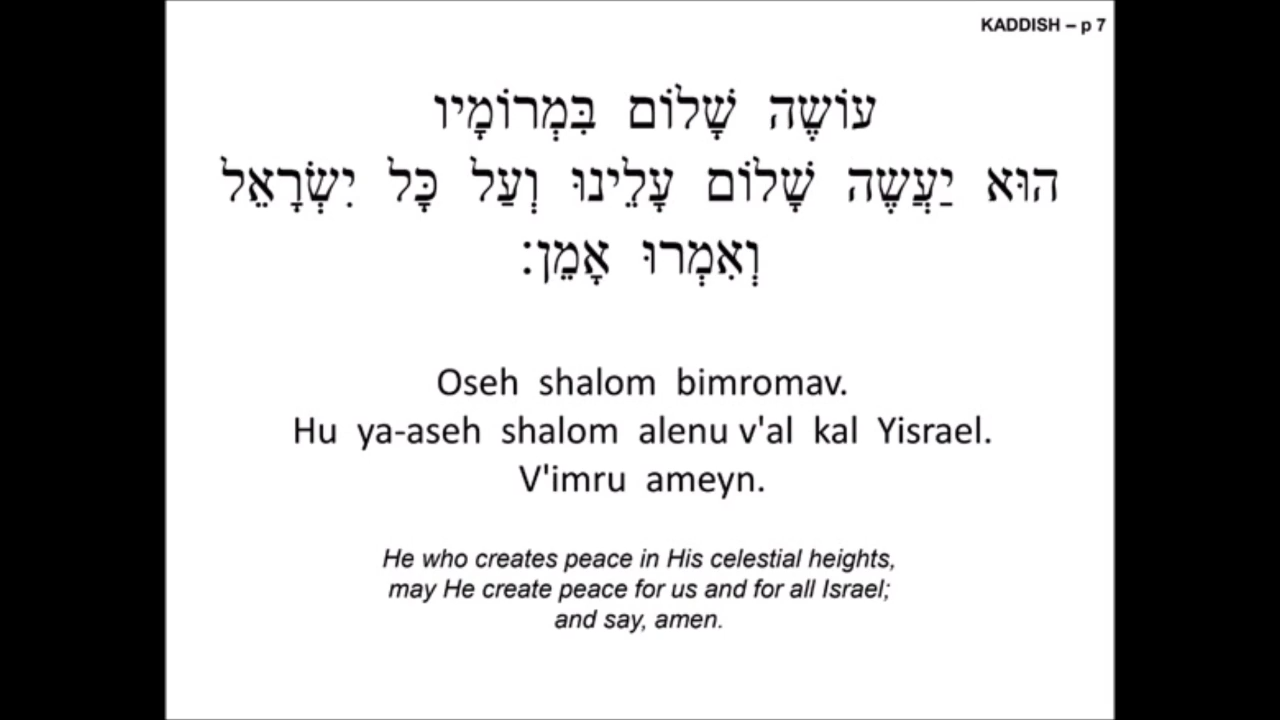 KADDISH – p 7
עוֹשֶׂה שָׁלוֹם בִּמְרוֹמָיו
הוּא יַעֲשֶׂה שָׁלוֹם עָלֵינוּ וְעַל כָּל יִשְׂרָאֵל
וְאִמְרוּ אָמֵן׃
Oseh shalom bimromav.
Hu ya-aseh shalom alenu v'al kal Yisrael.
V'imru ameyn.
He who creates peace in His celestial heights,
may He create peace for us and for all Israel;
and say, amen.